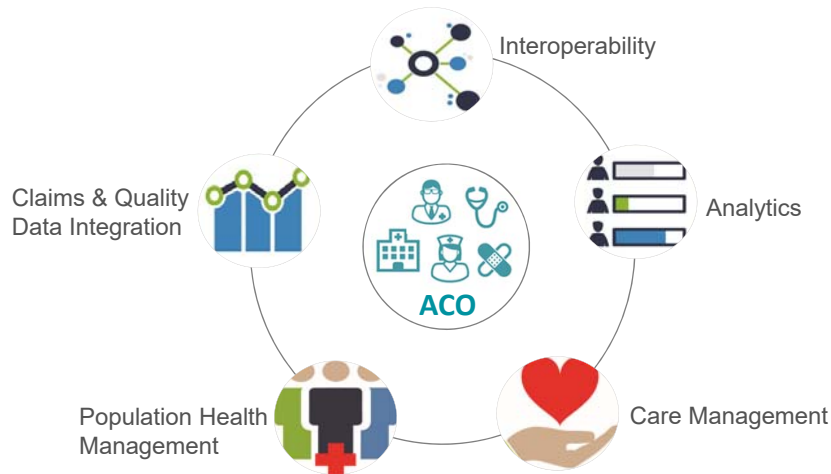 Interoperability
Claims & Quality
Data Integration
Analytics
ACO
Population Health
Management
Care Management